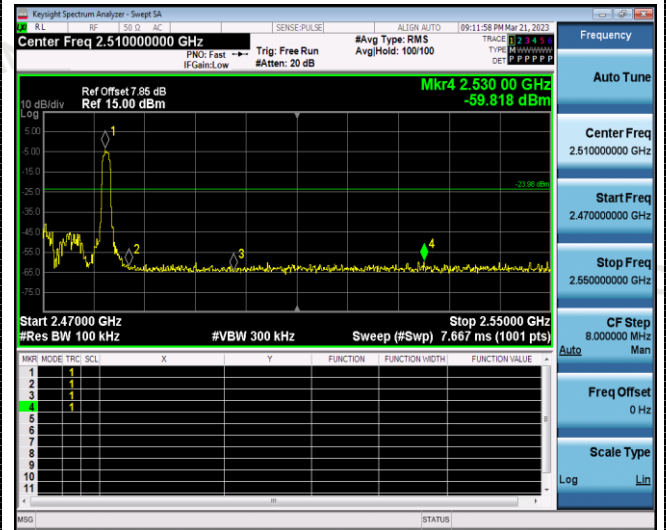 Keysight Spectrum Analyzer - Swept SA
RL RF 50 Ω AC SENSE:PULSE ALIGN AUTO 09:11:58 PM Mar 21, 2023
Center Freq 2.510000000 GHz
PNO: Fast
IFGain:Low
Trig: Free Run
#Atten: 20 dB
#Avg Type: RMS
Avg|Hold: 100/100
TRACE 1 2 3 4 5 6
TYPE M W W W W W
DET P P P P P P
Ref Offset 7.85 dB
Ref 15.00 dBm
10 dB/div
Log
Mkr4 2.530 00 GHz
-59.818 dBm
5.00
-5.00
-15.0
-25.0
-35.0
-45.0
-55.0
-65.0
-75.0
1
2
3
4
-23.96 dBm
Start 2.47000 GHz Stop 2.55000 GHz
#Res BW 100 kHz #VBW 300 kHz Sweep (#Swp) 7.667 ms (1001 pts)
MKR MODE TRC SCL X Y FUNCTION FUNCTION WIDTH FUNCTION VALUE
1 1
2 1
3 1
4 1
5
6
7
8
9
10
11
MSG STATUS
Frequency
Auto Tune
Center Freq
2.510000000 GHz
Start Freq
2.470000000 GHz
Stop Freq
2.550000000 GHz
CF Step
8.000000 MHz
Auto Man
Freq Offset
0 Hz
Scale Type
Log Lin